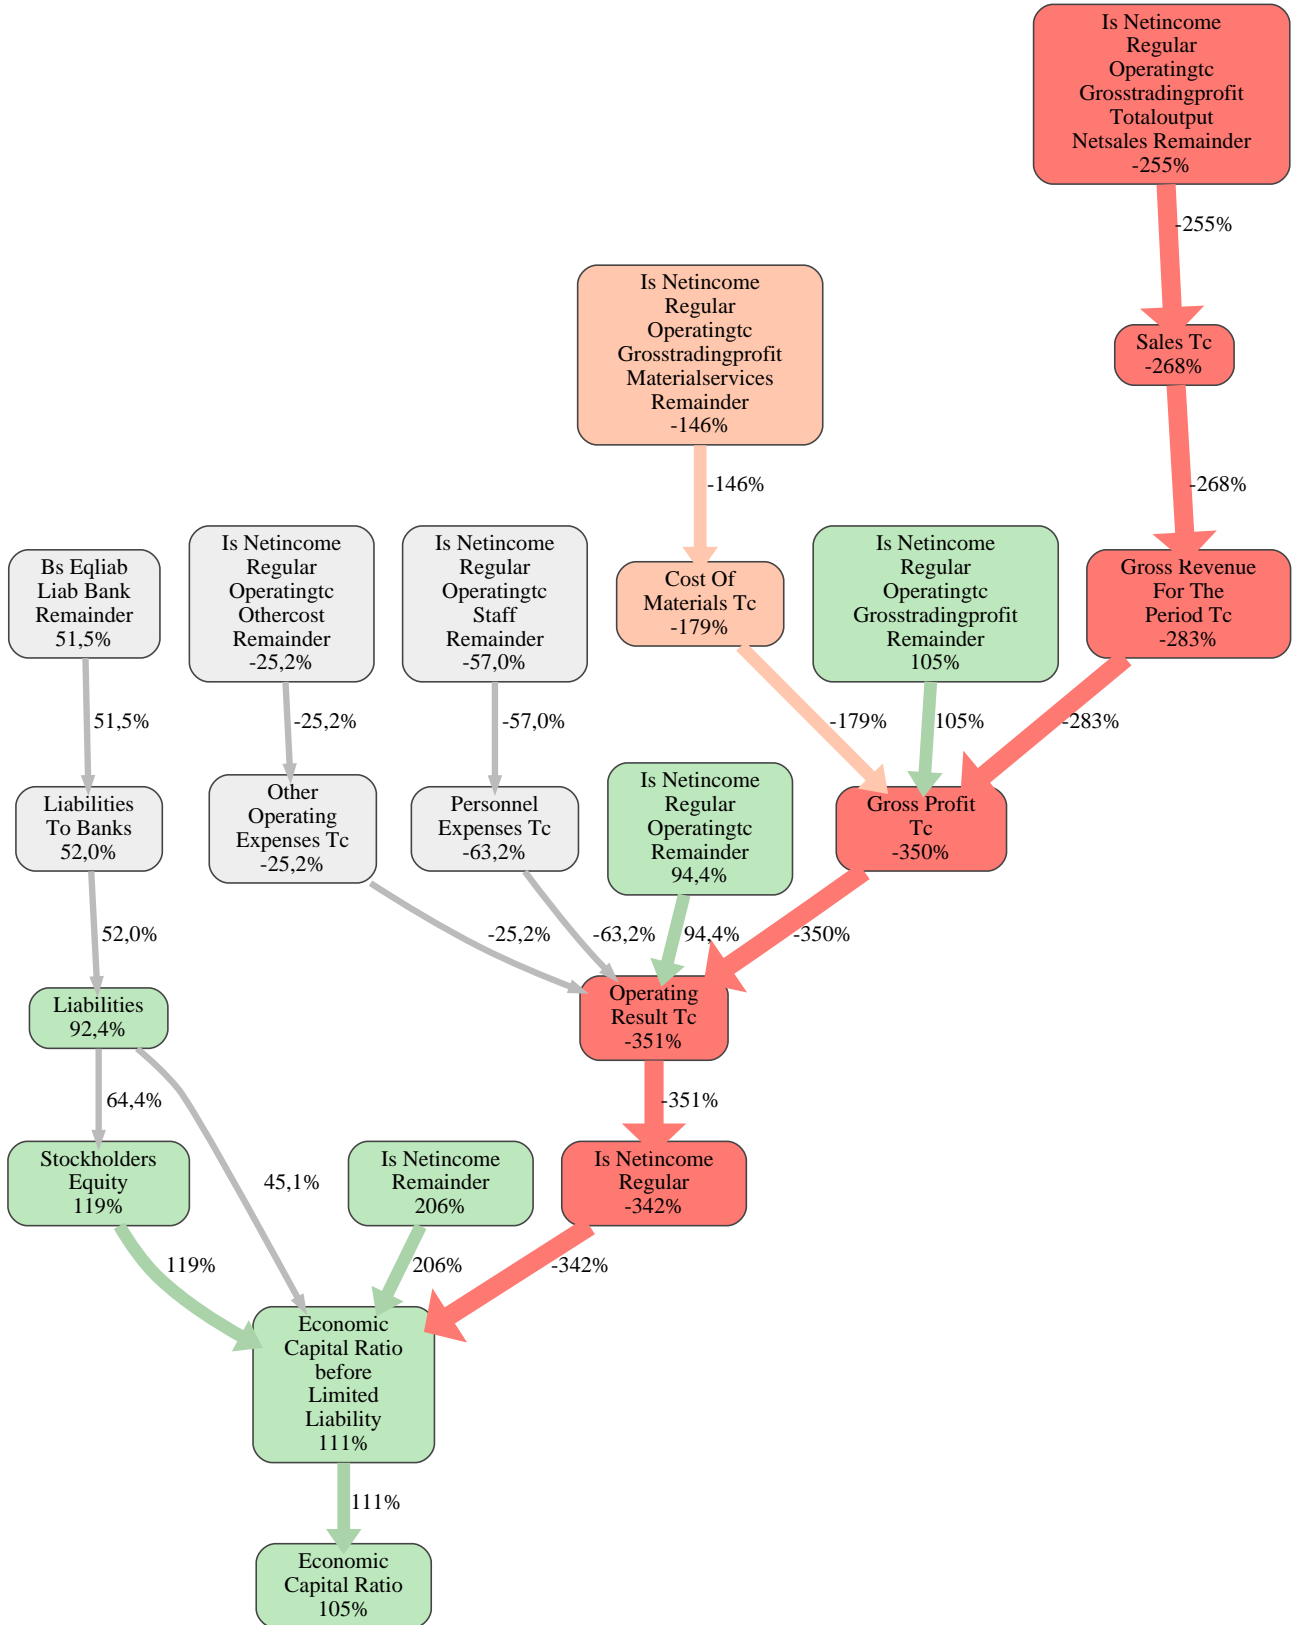 Is Netincome
Regular
Operatingtc
Grosstradingprofit
Totaloutput
Netsales Remainder
-255%
-255%
Is Netincome
Regular
Operatingtc
Grosstradingprofit
Materialservices
Remainder
-146%
Sales Tc
-268%
-146%
-268%
Bs Eqliab
Liab Bank
Remainder
51,5%
Is Netincome
Regular
Operatingtc
Othercost
Remainder
-25,2%
Is Netincome
Regular
Operatingtc
Staff
Remainder
-57,0%
Cost Of
Materials Tc
-179%
Is Netincome
Regular
Operatingtc
Grosstradingprofit
Remainder
105%
Gross Revenue
For The
Period Tc
-283%
51,5%
-25,2%
-57,0%
-179%
105%
-283%
Liabilities
To Banks
52,0%
Other
Operating
Expenses Tc
-25,2%
Personnel
Expenses Tc
-63,2%
Is Netincome
Regular
Operatingtc
Remainder
94,4%
Gross Profit
Tc
-350%
52,0%
-25,2%
-63,2%
94,4%
-350%
Liabilities
92,4%
Operating
Result Tc
-351%
64,4%
-351%
Stockholders
Equity
119%
45,1%
Is Netincome
Remainder
206%
Is Netincome
Regular
-342%
119%
206%
-342%
Economic
Capital Ratio
before
Limited
Liability
111%
111%
Economic
Capital Ratio
105%